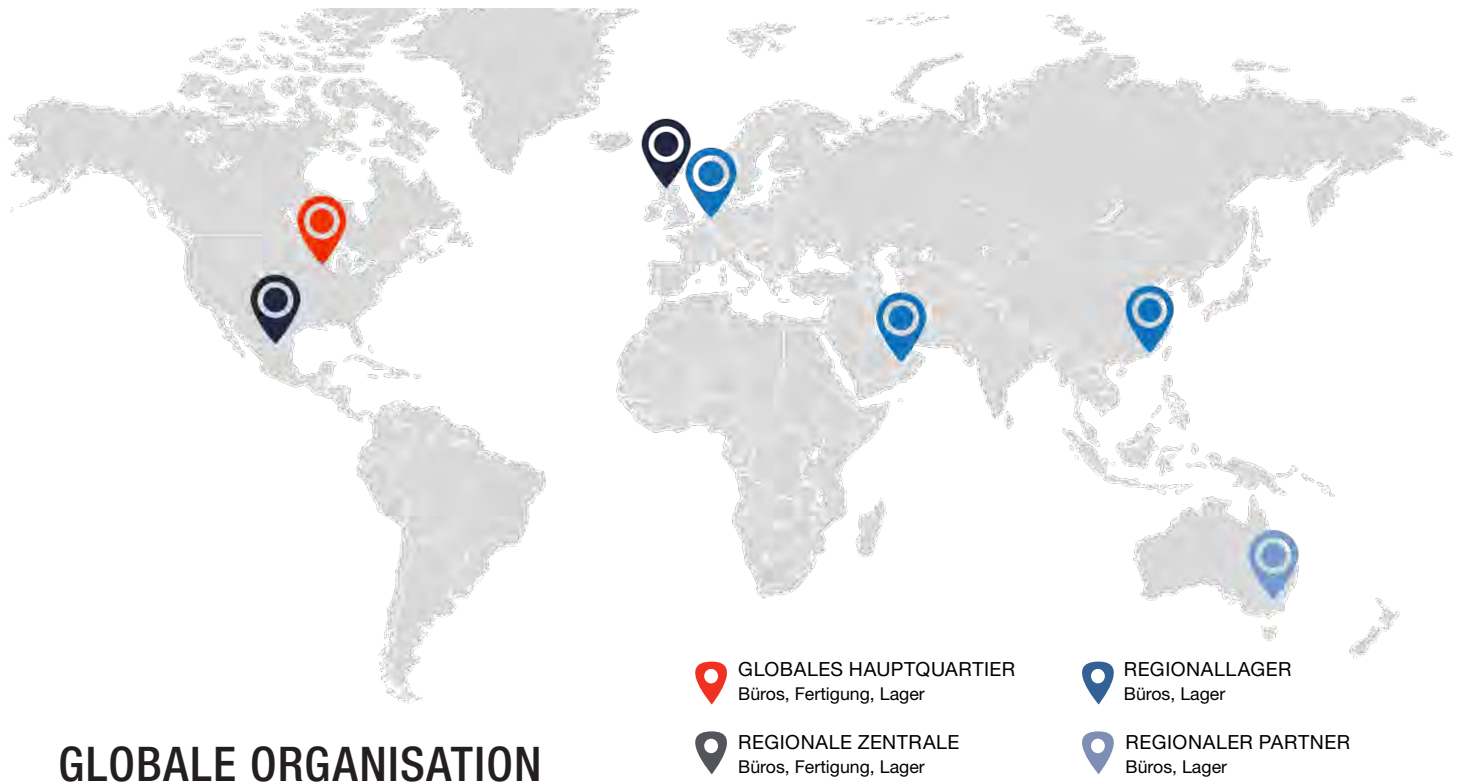 GLOBALES HAUPTQUARTIER
Büros, Fertigung, Lager
REGIONALLAGER
Büros, Lager
REGIONALE ZENTRALE
Büros, Fertigung, Lager
REGIONALER PARTNER
Büros, Lager
GLOBALE ORGANISATION